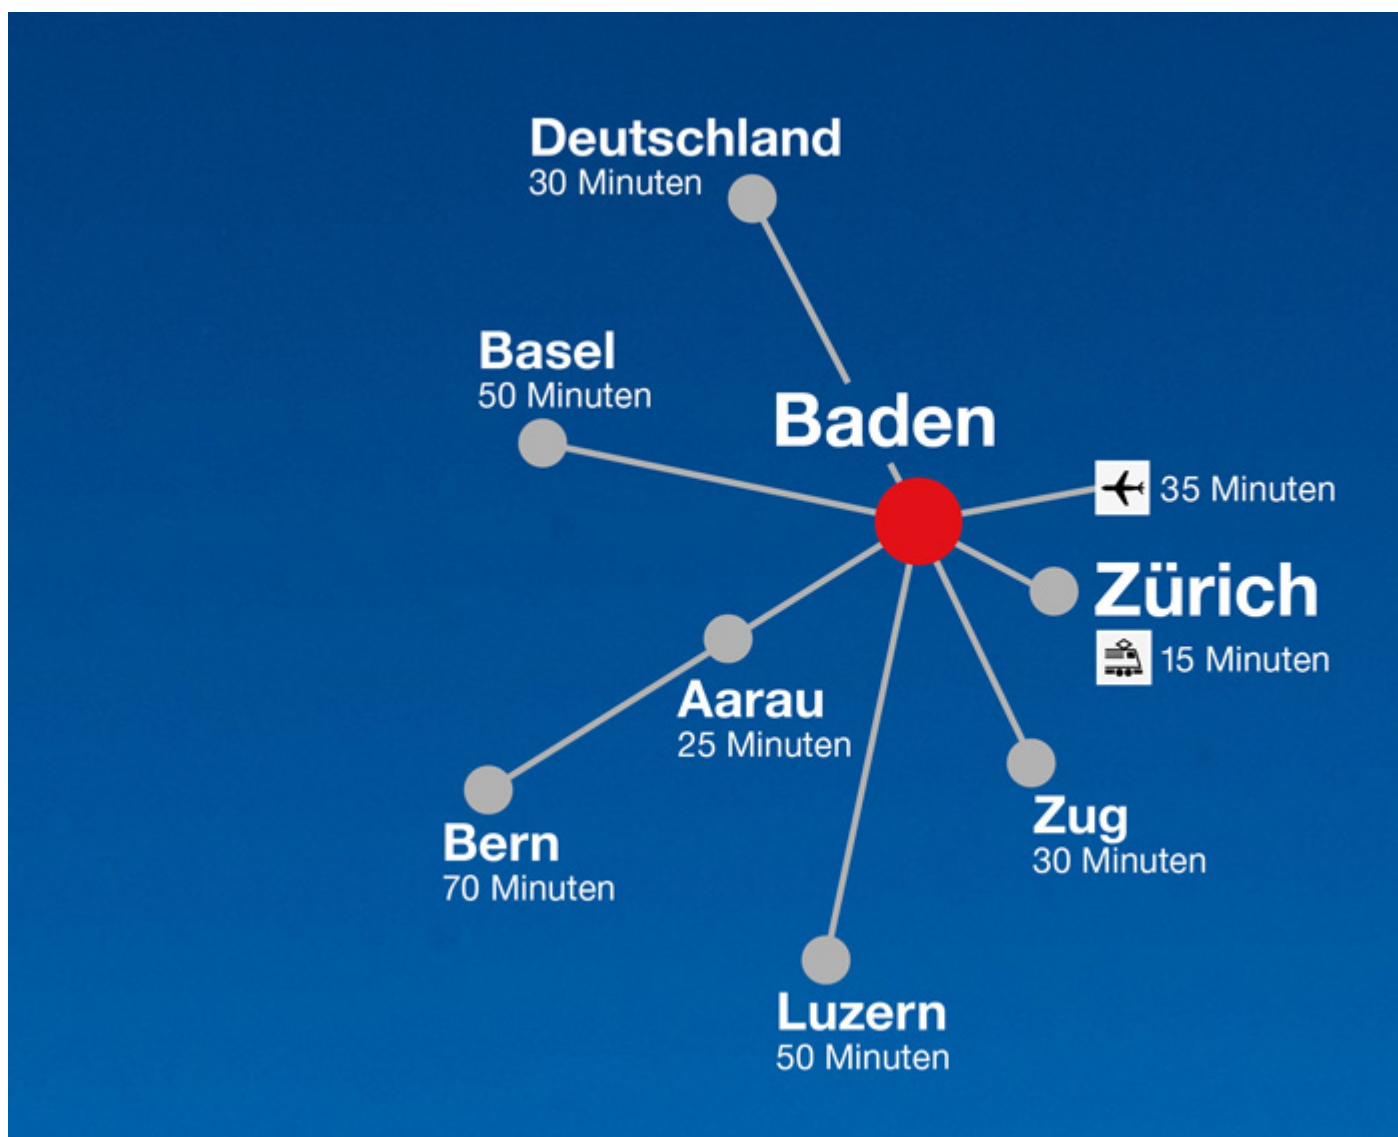 Deutschland
30 Minuten
Basel
50 Minuten
Baden
35 Minuten
Zürich
15 Minuten
Aarau
25 Minuten
Zug
30 Minuten
Bern
70 Minuten
Luzern
50 Minuten